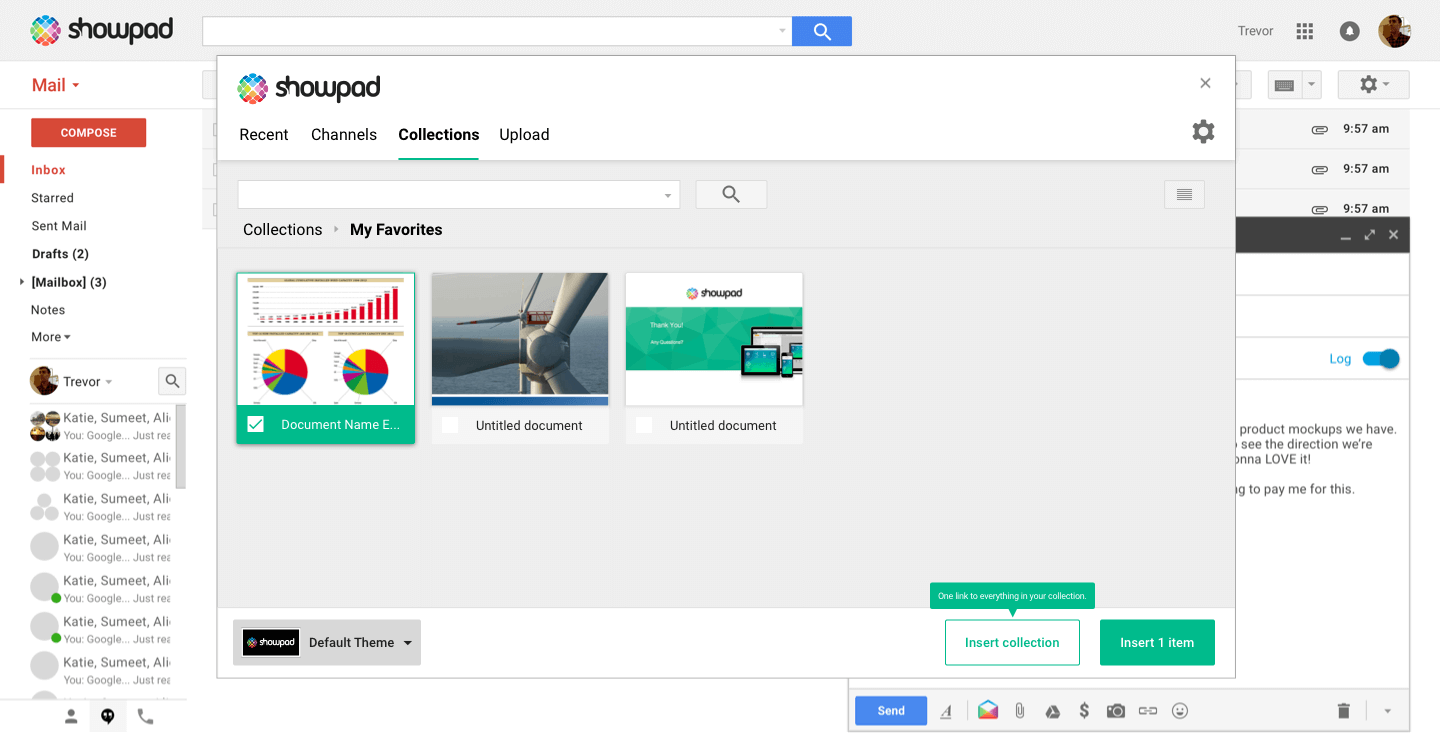 showpad
Trevor
Mail
COMPOSE
Inbox
Starred
Sent Mail
Drafts (2)
[Mailbox] (3)
Notes
More
Trevor
Katie, Sumeet, Ali
You: Google... Just rea
Katie, Sumeet, Ali
You: Google... Just rea
Katie, Sumeet, Ali
You: Google... Just rea
Katie, Sumeet, Ali
You: Google... Just rea
Katie, Sumeet, Ali
You: Google... Just rea
Katie, Sumeet, Ali
You: Google... Just rea
Katie, Sumeet, Ali
You: Google... Just rea
showpad
Recent Channels Collections Upload
Collections My Favorites
Document Name E...
Untitled document
showpad
Thank You!
Any Questions?
Untitled document
One link to everything in your collection.
showpad Default Theme
Insert collection
Insert 1 item
9:57 am
9:57 am
9:57 am
Log
product mockups we have.
see the direction we're
onna LOVE it!
ng to pay me for this.
Send